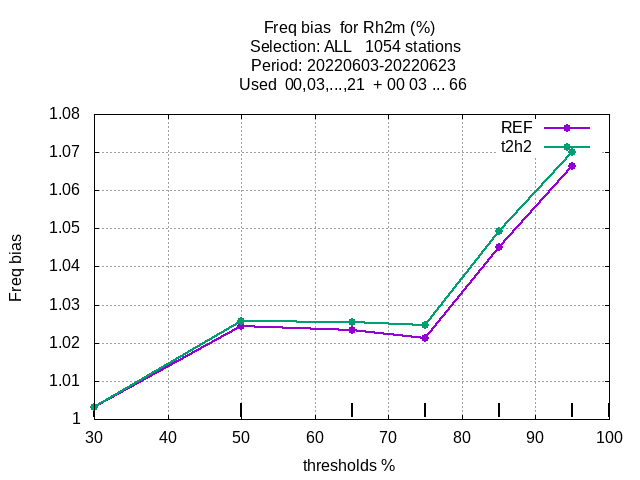 Freq bias  for Rh2m (%)
Selection: ALL   1054 stations
Period: 20220603-20220623
Used  00,03,...,21  + 00 03 ... 66
1.08
REF
t2h2
1.07
1.06
1.05
1.04
1.03
1.02
1.01
1
Freq bias
30 40 50 60 70 80 90 100
thresholds %